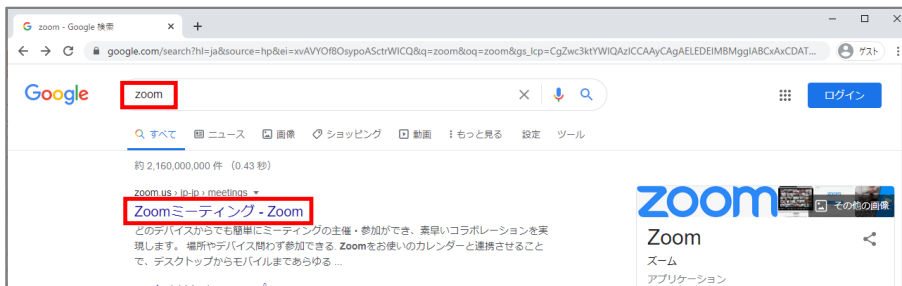 zoom - Google 検索
google.com/search?hl=ja&source=hp&ei=xvAVYOf8OsypoASctrWICQ&q=zoom&oq=zoom&gs_lcp=CgZwc3ktYWIQAzICCAAyCAgAELEDEIMBMggIABCxAxCDAT...
ゲスト
Google
zoom
ログイン
すべて ニュース 画像 ショッピング 動画 もっと見る 設定 ツール
約 2,160,000,000 件 (0.43 秒)
zoom.us › jp-jp › meetings
Zoomミーティング - Zoom
どのデバイスからでも簡単にミーティングの主催・参加ができ、素早いコラボレーションを実
現します。 場所やデバイス問わず参加できる. Zoomをお使いのカレンダーと連携させること
で、デスクトップからモバイルまであらゆる ...
zoom
その他の画像
Zoom
ズーム
アプリケーション